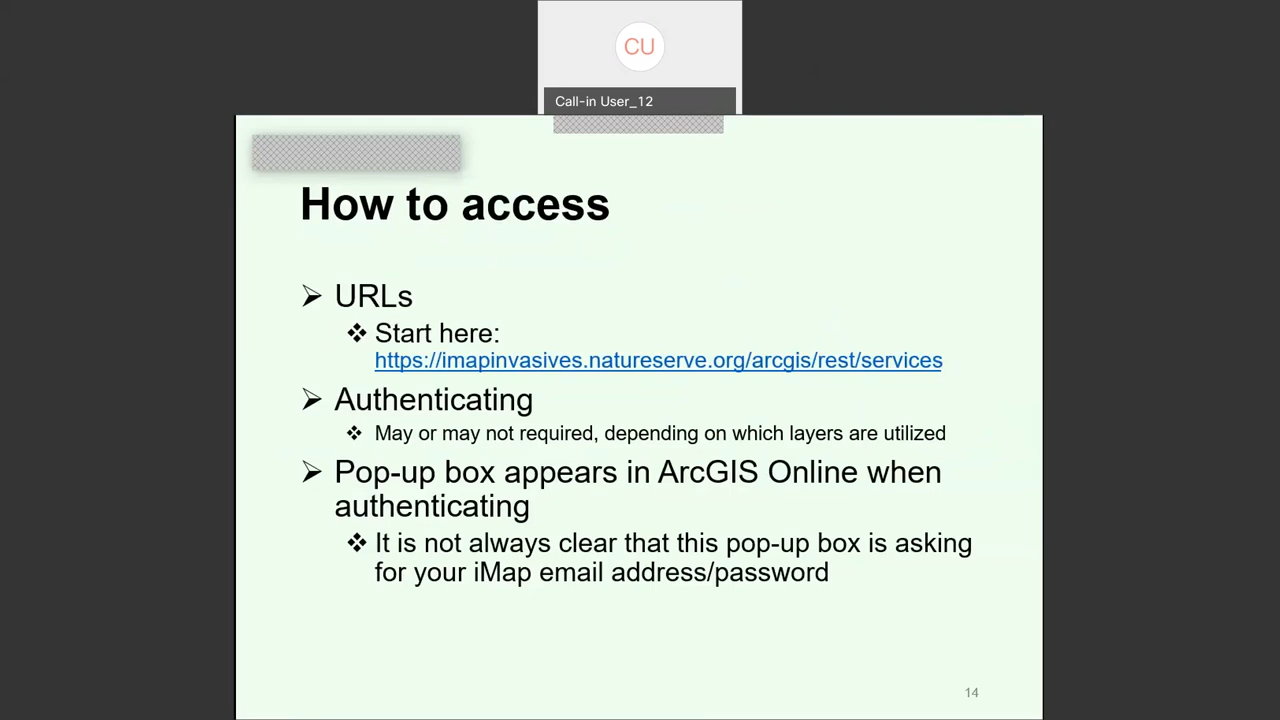 CU
Call-in User_12
How to access
➢ URLs
❖ Start here:
https://imapinvasives.natureserve.org/arcgis/rest/services
➢ Authenticating
❖ May or may not required, depending on which layers are utilized
➢ Pop-up box appears in ArcGIS Online when
authenticating
❖ It is not always clear that this pop-up box is asking
for your iMap email address/password
14